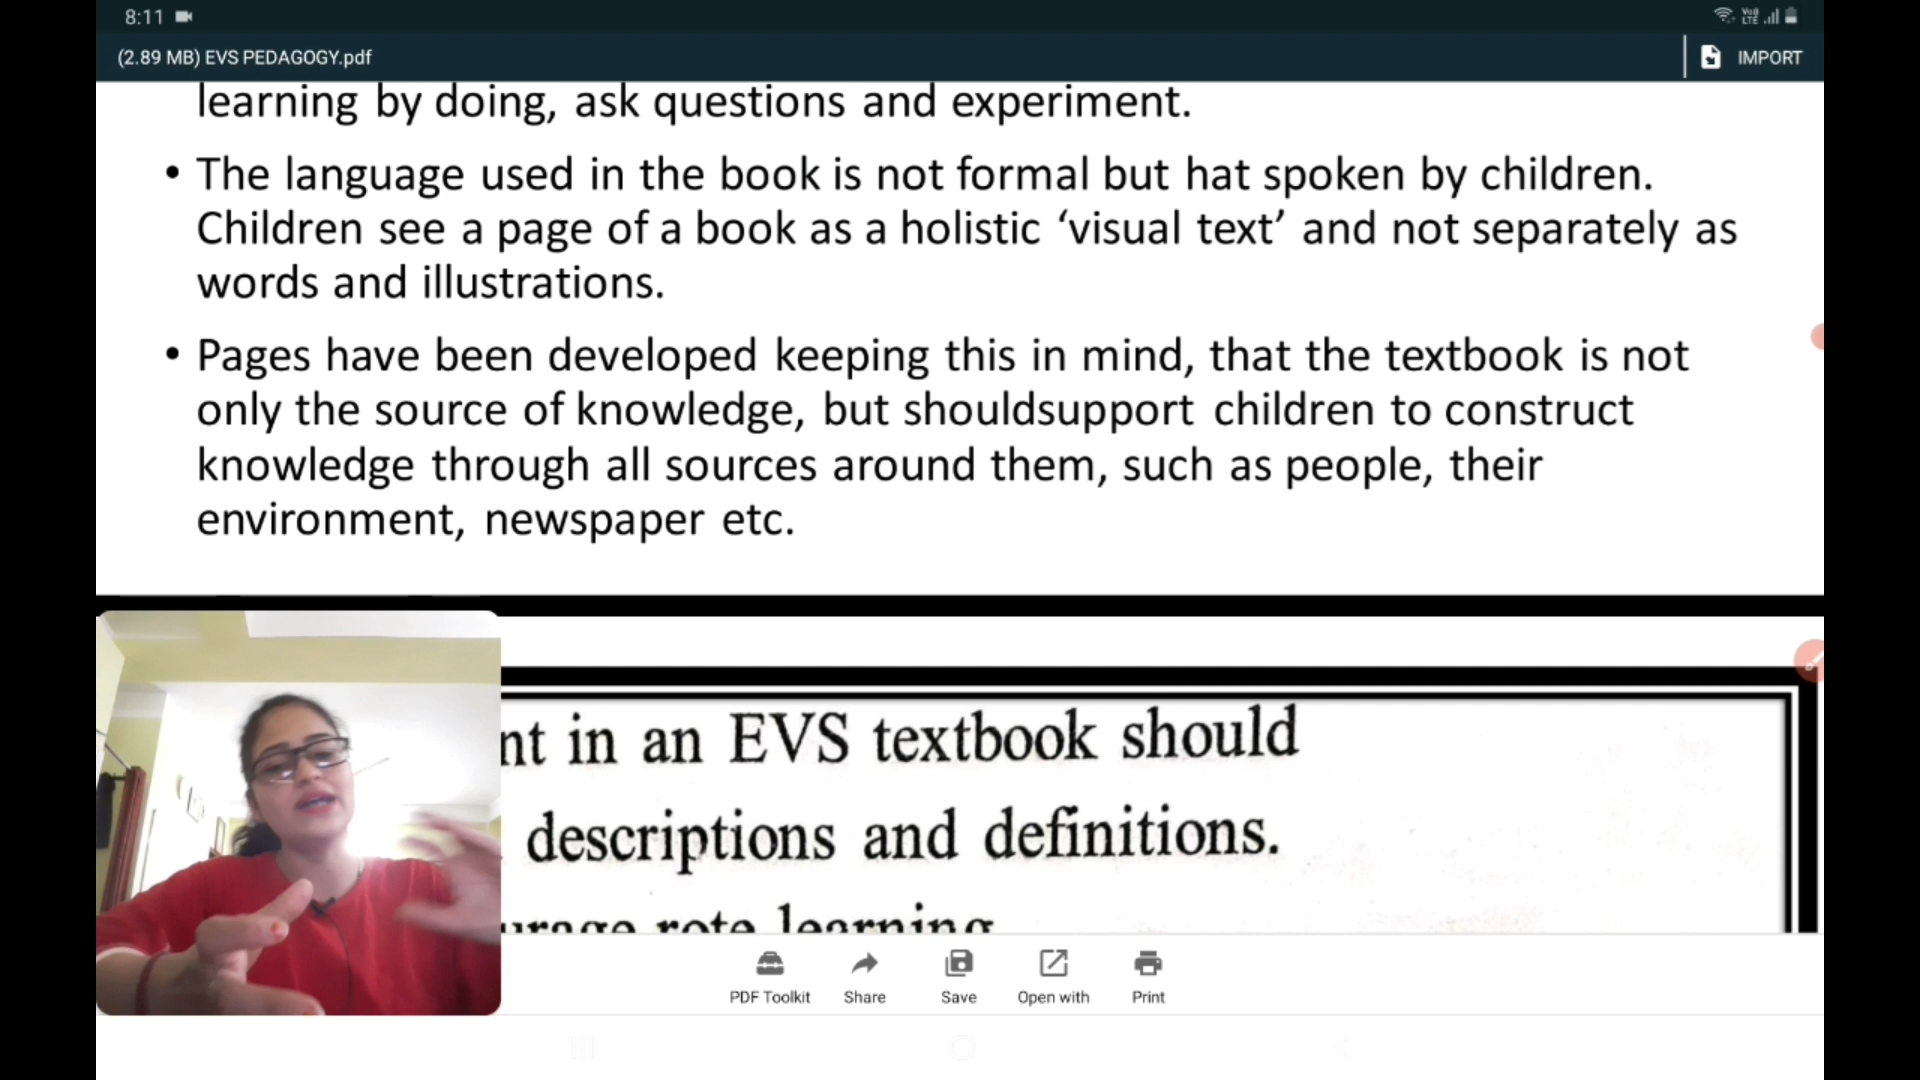 8:11
(2.89 MB) EVS PEDAGOGY.pdf
IMPORT
learning by doing, ask questions and experiment.
• The language used in the book is not formal but hat spoken by children.
Children see a page of a book as a holistic ‘visual text’ and not separately as
words and illustrations.
• Pages have been developed keeping this in mind, that the textbook is not
only the source of knowledge, but shouldsupport children to construct
knowledge through all sources around them, such as people, their
environment, newspaper etc.
nt in an EVS textbook should
descriptions and definitions.
urage rote learning
PDF Toolkit Share Save Open with Print